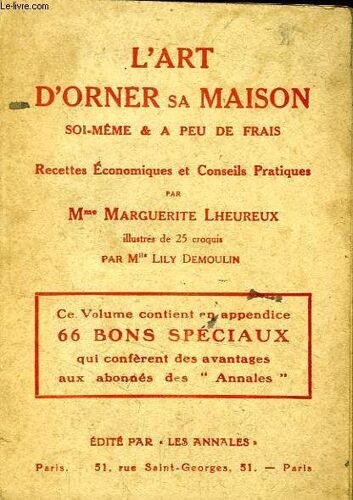 Le-livre.com
L'ART
D'ORNER SA MAISON
SOI-MÊME & A PEU DE FRAIS
Recettes Économiques et Conseils Pratiques
PAR
Mme MARGUERITE LHEUREUX
illustrés de 25 croquis
PAR Mlle LILY DEMOULIN
Ce Volume contient en appendice
66 BONS SPÉCIAUX
qui confèrent des avantages
aux abonnés des " Annales "
ÉDITÉ PAR « LES ANNALES »
Paris. - 51, rue Saint-Georges, 51. — Paris